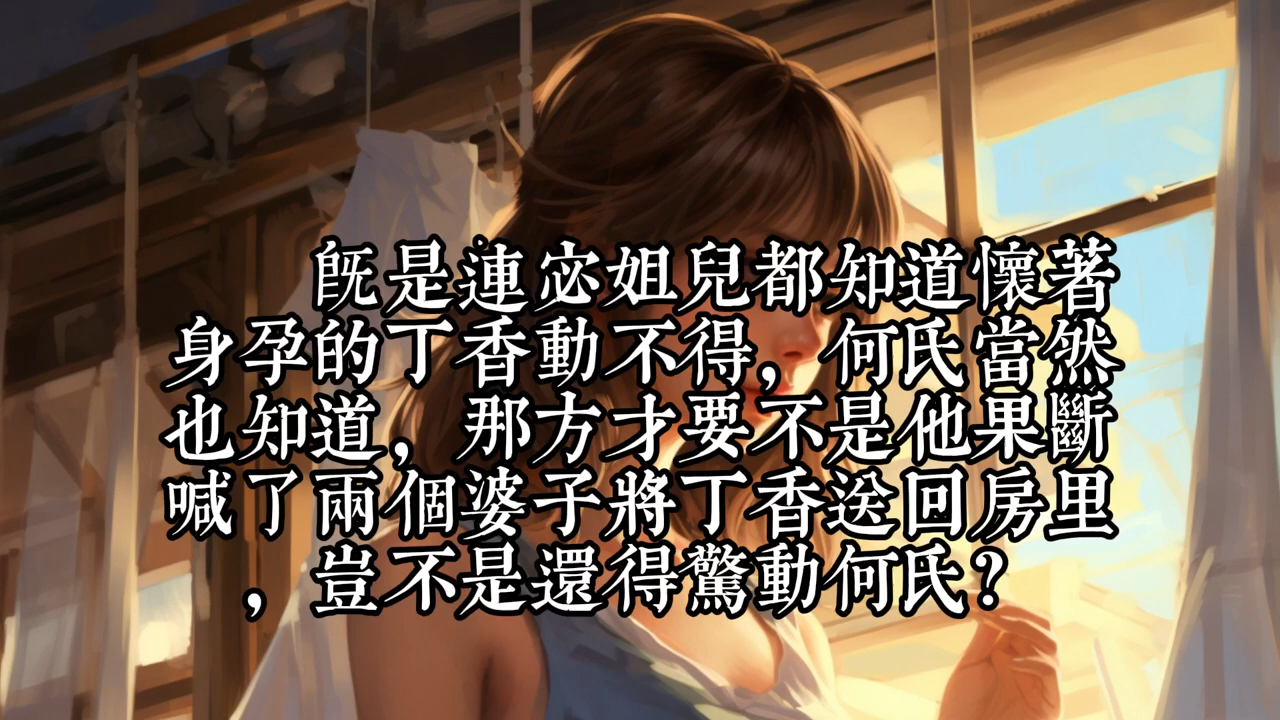 旣是連宓姐兒都知道懷著
身孕的丁香動不得，何氏當然
也知道，那方才要不是他果斷
喊了兩個婆子將丁香送回房里
，豈不是還得驚動何氏？